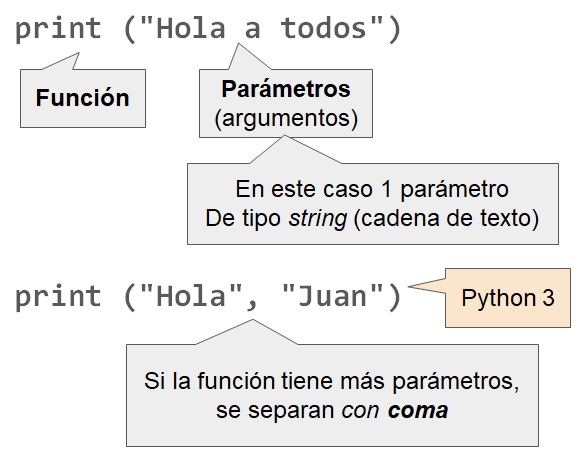 print ("Hola a todos")
Función
Parámetros
(argumentos)
En este caso 1 parámetro
De tipo string (cadena de texto)
print ("Hola", "Juan")
Python 3
Si la función tiene más parámetros,
se separan con coma